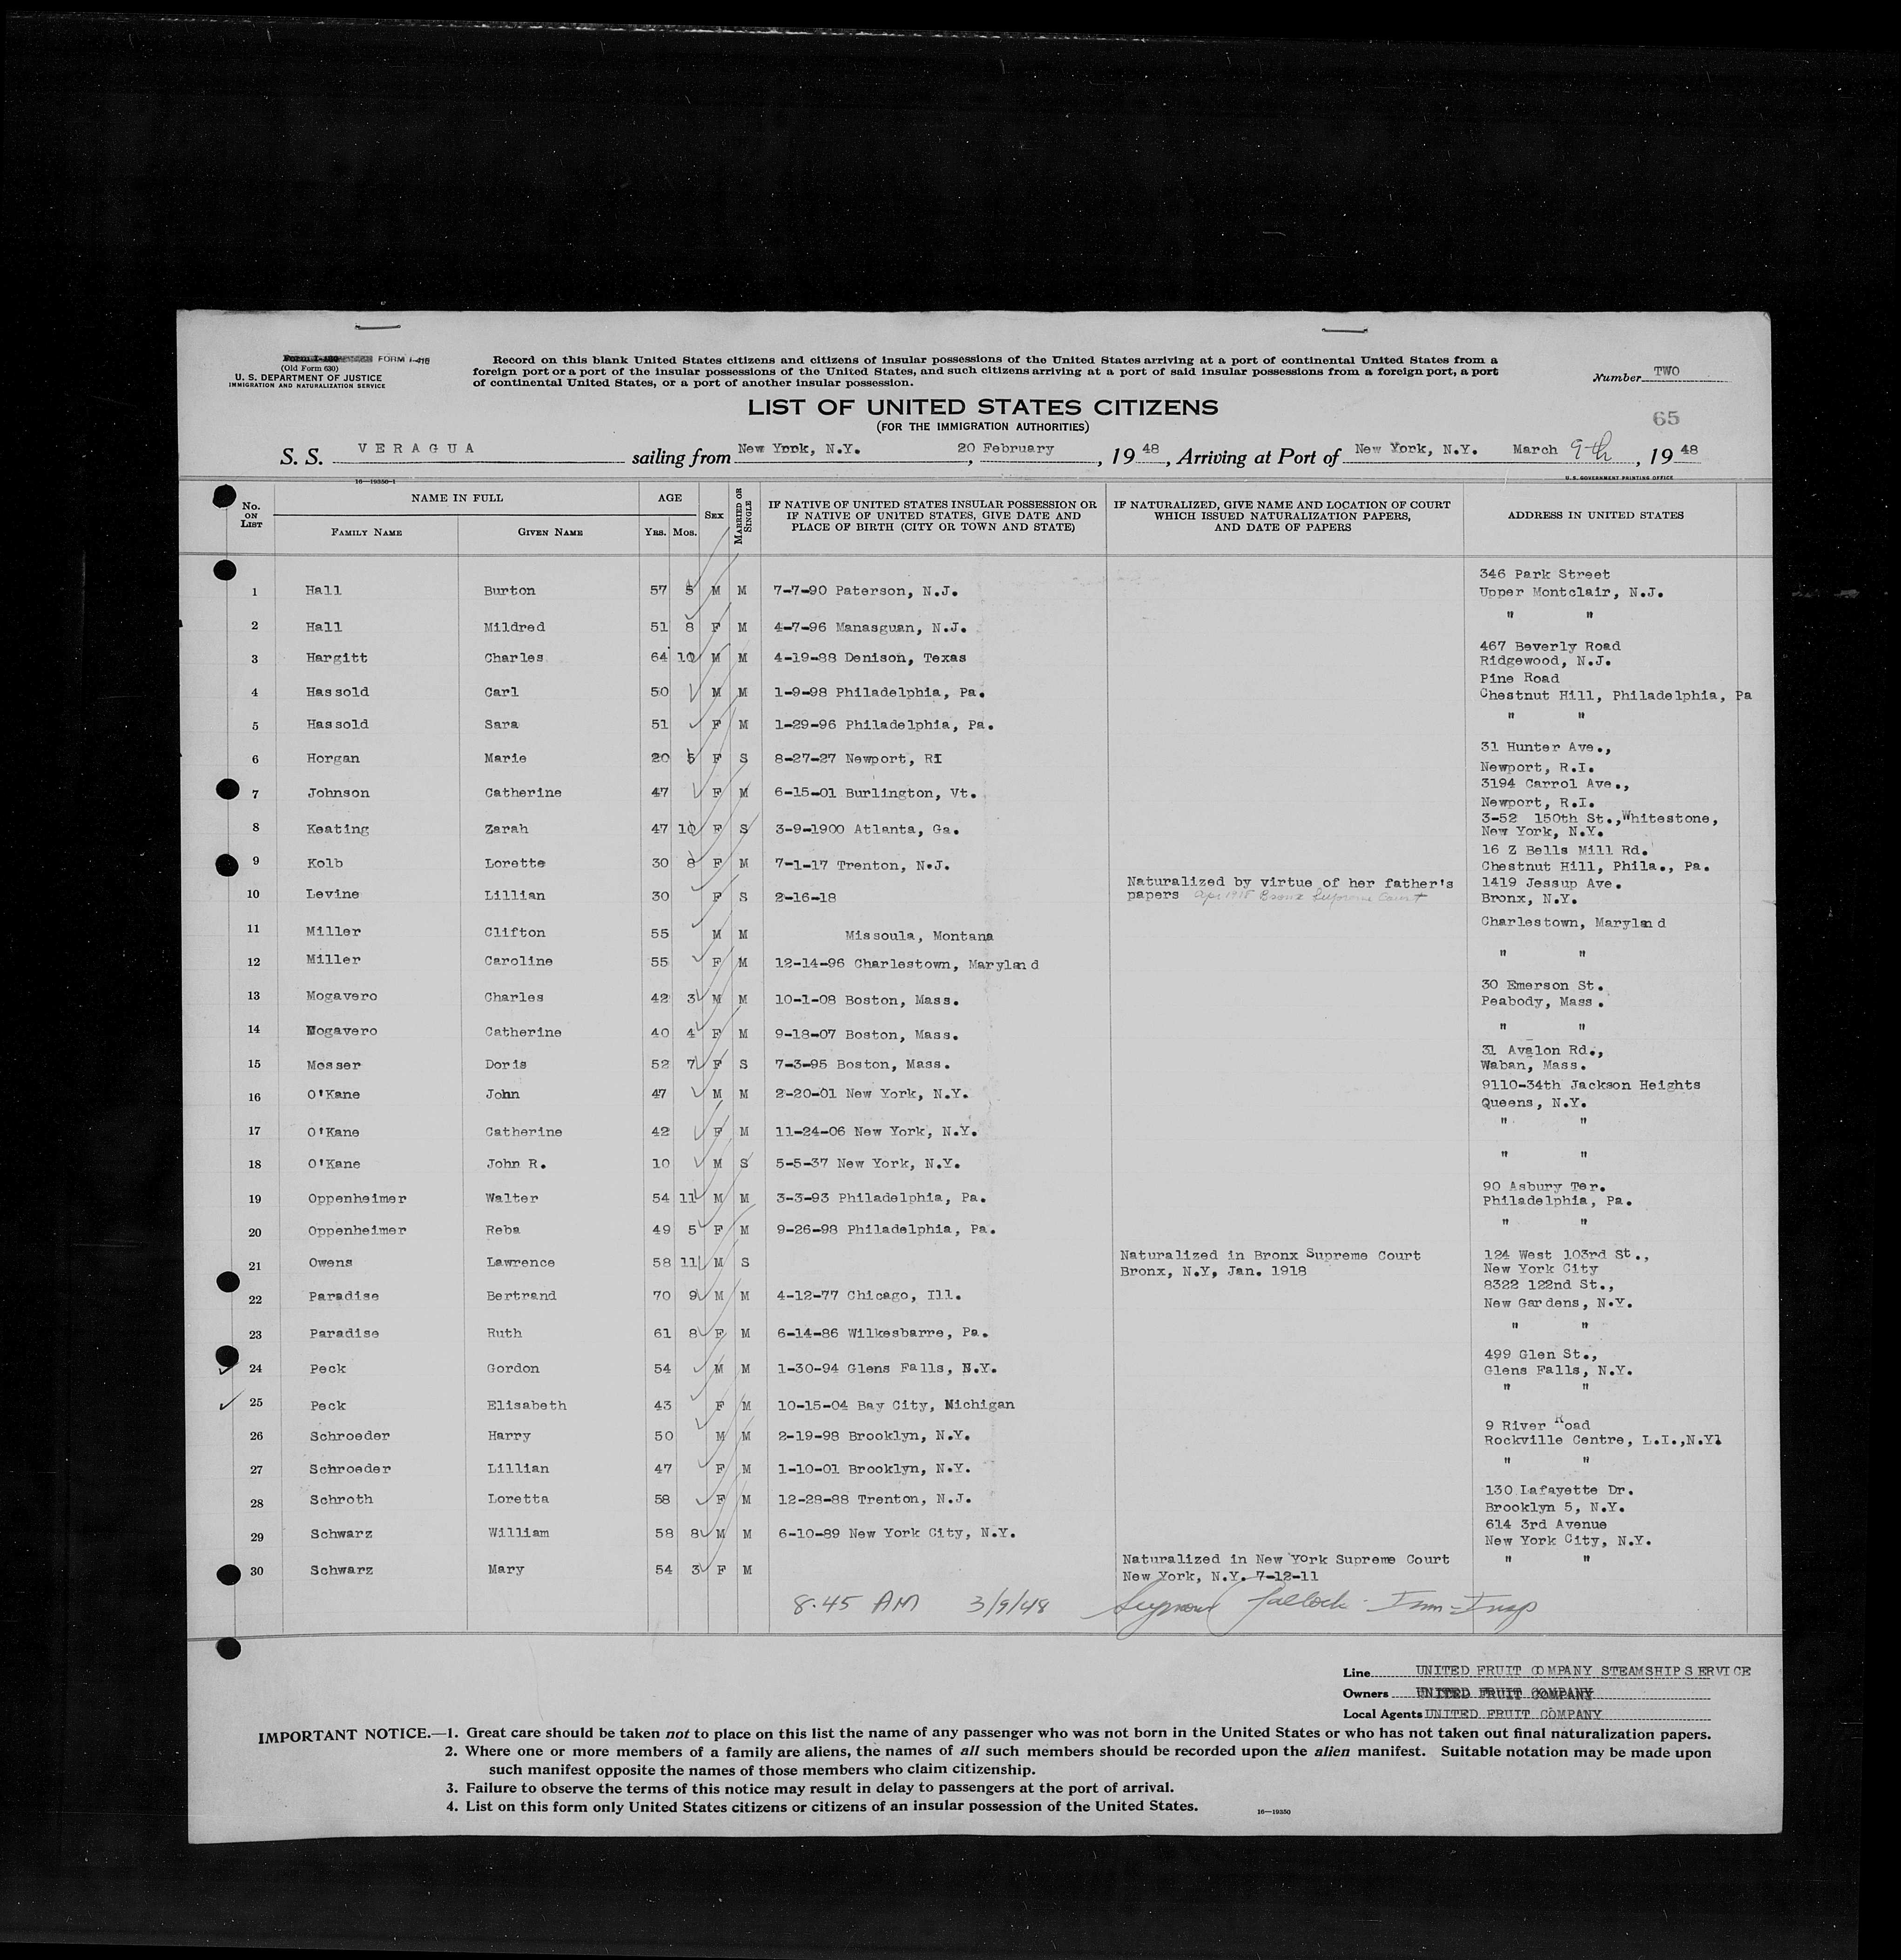 FORM I-418
(Old Form 630)
U. S. DEPARTMENT OF JUSTICE
IMMIGRATION AND NATURALIZATION SERVICE
Record on this blank United States citizens and citizens of insular possessions of the United States arriving at a port of continental United States from a
foreign port or a port of the insular possessions of the United States, and such citizens arriving at a port of said insular possessions from a foreign port, a port
of continental United States, or a port of another insular possession.
Number TWO
LIST OF UNITED STATES CITIZENS
(FOR THE IMMIGRATION AUTHORITIES)
65
S. S. VERAGUA sailing from New York, N.Y. , 20 February , 19 48 , Arriving at Port of New York, N.Y. March 9th , 19 48
16—19350-1
U. S. GOVERNMENT PRINTING OFFICE
No. ON LIST
NAME IN FULL
FAMILY NAME GIVEN NAME
AGE
YRS. MOS.
SEX
MARRIED OR SINGLE
IF NATIVE OF UNITED STATES INSULAR POSSESSION OR
IF NATIVE OF UNITED STATES, GIVE DATE AND
PLACE OF BIRTH (CITY OR TOWN AND STATE)
IF NATURALIZED, GIVE NAME AND LOCATION OF COURT
WHICH ISSUED NATURALIZATION PAPERS,
AND DATE OF PAPERS
ADDRESS IN UNITED STATES
346 Park Street
1 Hall Burton 57 5 M M 7-7-90 Paterson, N.J. Upper Montclair, N.J.
2 Hall Mildred 51 8 F M 4-7-96 Manasguan, N.J. " "
467 Beverly Road
3 Hargitt Charles 64 10 M M 4-19-88 Denison, Texas Ridgewood, N.J.
Pine Road
4 Hassold Carl 50 M M 1-9-98 Philadelphia, Pa. Chestnut Hill, Philadelphia, Pa
5 Hassold Sara 51 F M 1-29-96 Philadelphia, Pa. " "
31 Hunter Ave.,
6 Horgan Marie 20 5 F S 8-27-27 Newport, RI Newport, R.I.
3194 Carrol Ave.,
7 Johnson Catherine 47 F M 6-15-01 Burlington, Vt. Newport, R.I.
3-52 150th St.,Whitestone,
8 Keating Zarah 47 10 F S 3-9-1900 Atlanta, Ga. New York, N.Y.
16 Z Bells Mill Rd.
9 Kolb Lorette 30 8 F M 7-1-17 Trenton, N.J. Chestnut Hill, Phila., Pa.
Naturalized by virtue of her father's 1419 Jessup Ave.
10 Levine Lillian 30 F S 2-16-18 papers Apr 1918 Bronx Supreme Court Bronx, N.Y.
11 Miller Clifton 55 M M Missoula, Montana Charlestown, Maryland
12 Miller Caroline 55 F M 12-14-96 Charlestown, Maryland " "
30 Emerson St.
13 Mogavero Charles 42 3 M M 10-1-08 Boston, Mass. Peabody, Mass.
14 Mogavero Catherine 40 4 F M 9-18-07 Boston, Mass. " "
31 Avalon Rd.,
15 Mosser Doris 52 7 F S 7-3-95 Boston, Mass. Waban, Mass.
9110-34th Jackson Heights
16 O'Kane John 47 M M 2-20-01 New York, N.Y. Queens, N.Y.
17 O'Kane Catherine 42 F M 11-24-06 New York, N.Y. " "
18 O'Kane John R. 10 M S 5-5-37 New York, N.Y. " "
90 Asbury Ter.
19 Oppenheimer Walter 54 11 M M 3-3-93 Philadelphia, Pa. Philadelphia, Pa.
20 Oppenheimer Reba 49 5 F M 9-26-98 Philadelphia, Pa. " "
Naturalized in Bronx Supreme Court 124 West 103rd St.,
21 Owens Lawrence 58 11 M S Bronx, N.Y, Jan. 1918 New York City
8322 122nd St.,
22 Paradise Bertrand 70 9 M M 4-12-77 Chicago, Ill. New Gardens, N.Y.
23 Paradise Ruth 61 8 F M 6-14-86 Wilkesbarre, Pa. " "
499 Glen St.,
24 Peck Gordon 54 M M 1-30-94 Glens Falls, N.Y. Glens Falls, N.Y.
25 Peck Elisabeth 43 F M 10-15-04 Bay City, Michigan " "
9 River Road
26 Schroeder Harry 50 M M 2-19-98 Brooklyn, N.Y. Rockville Centre, L.I.,N.Y.
27 Schroeder Lillian 47 F M 1-10-01 Brooklyn, N.Y. " "
130 Lafayette Dr.
28 Schroth Loretta 58 F M 12-28-88 Trenton, N.J. Brooklyn 5, N.Y.
614 3rd Avenue
29 Schwarz William 58 8 M M 6-10-89 New York City, N.Y. New York City, N.Y.
Naturalized in New York Supreme Court " "
30 Schwarz Mary 54 3 F M New York, N.Y. 7-12-11
8.45 AM 3/9/48 Imm-Insp
Line UNITED FRUIT COMPANY STEAMSHIP SERVICE
Owners UNITED FRUIT COMPANY
Local Agents UNITED FRUIT COMPANY
IMPORTANT NOTICE.—1. Great care should be taken not to place on this list the name of any passenger who was not born in the United States or who has not taken out final naturalization papers.
2. Where one or more members of a family are aliens, the names of all such members should be recorded upon the alien manifest. Suitable notation may be made upon
such manifest opposite the names of those members who claim citizenship.
3. Failure to observe the terms of this notice may result in delay to passengers at the port of arrival.
4. List on this form only United States citizens or citizens of an insular possession of the United States.
16—19350